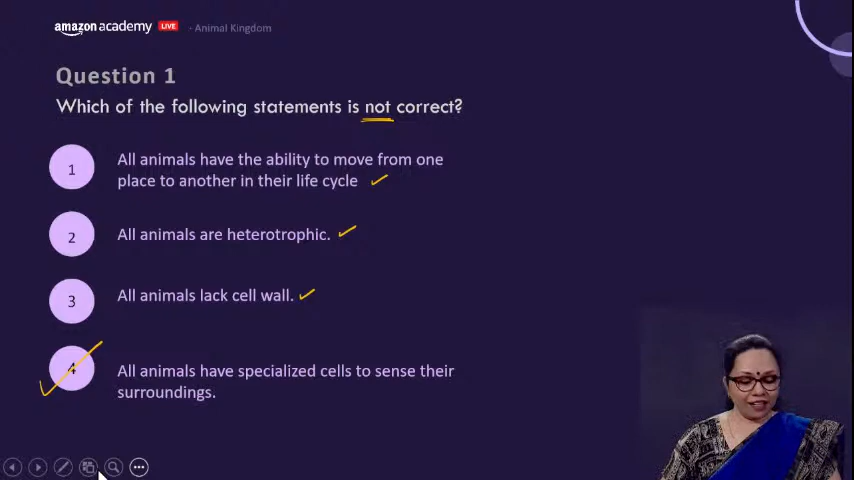 amazon academy LIVE - Animal Kingdom
Question 1
Which of the following statements is not correct?
1
All animals have the ability to move from one
place to another in their life cycle
2
All animals are heterotrophic.
3
All animals lack cell wall.
4
All animals have specialized cells to sense their
surroundings.